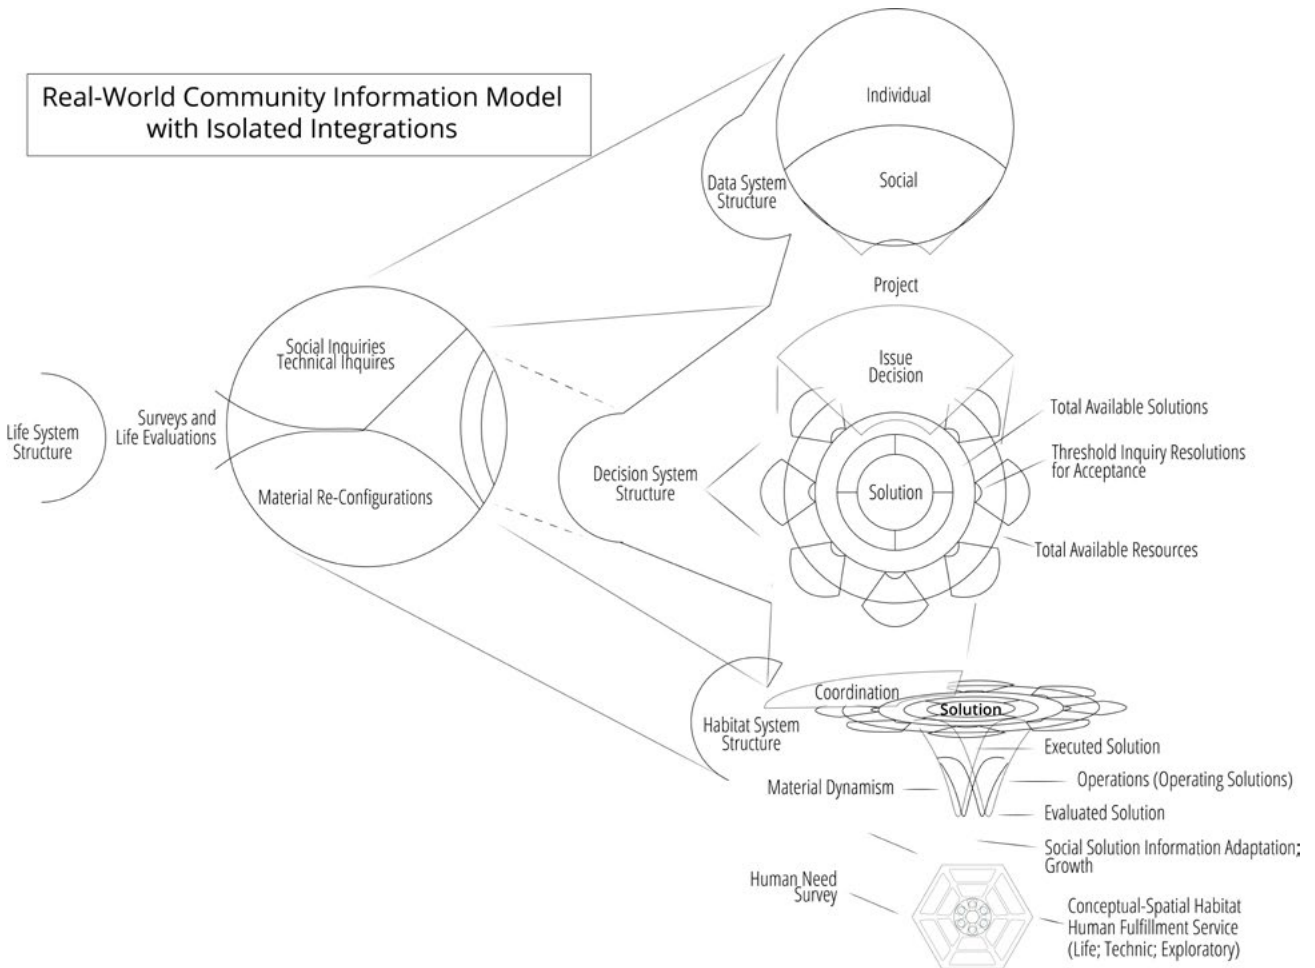 Real-World Community Information Model
with Isolated Integrations
Individual
Social
Data System
Structure
Project
Issue
Decision
Social Inquiries
Technical Inquires
Surveys and
Life Evaluations
Life System
Structure
Material Re-Configurations
Decision System
Structure
Solution
Total Available Solutions
Threshold Inquiry Resolutions
for Acceptance
Total Available Resources
Coordination
Solution
Habitat System
Structure
Executed Solution
Material Dynamism
Operations (Operating Solutions)
Evaluated Solution
Social Solution Information Adaptation;
Growth
Human Need
Survey
Conceptual-Spatial Habitat
Human Fulfillment Service
(Life; Technic; Exploratory)